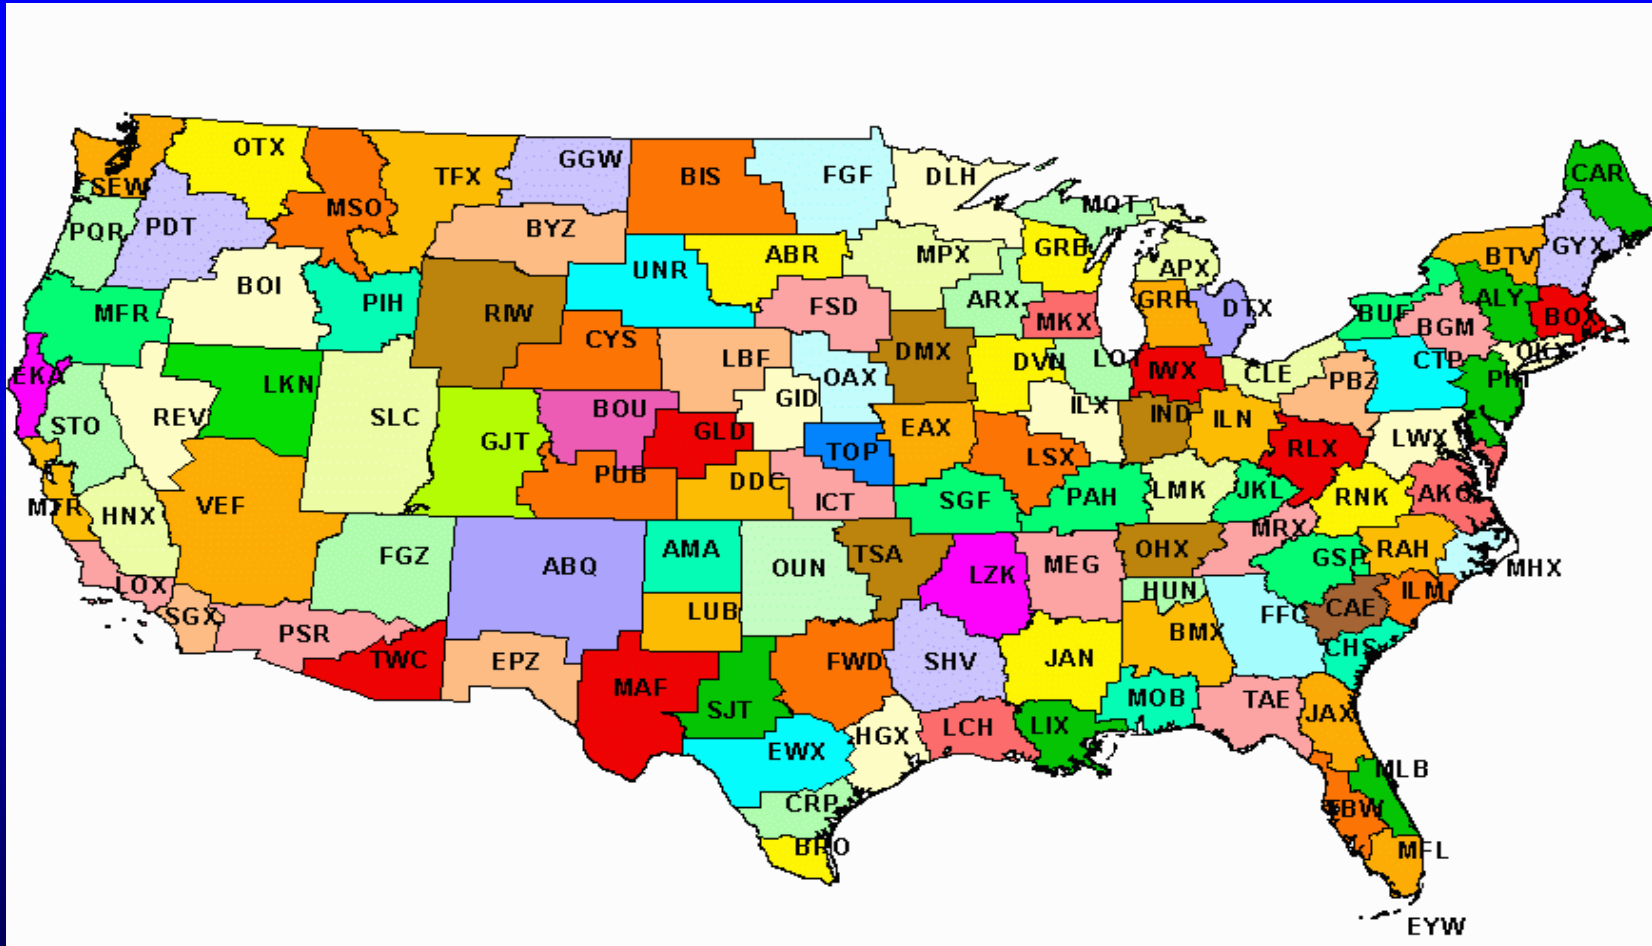 CAR
OTX
GGW
TFX
BIS
FGF
DLH
SEW
MSO
MQT
PQR
PDT
BYZ
GRB
BTV
GYX
ABR
MPX
UNR
APX
BOI
PIH
ARX
GRR
ALY
MFR
RIW
FSD
MKX
DTX
BUF
BGM
BOX
CYS
DMX
OKX
LBF
DVN
LOT
CTP
EKA
LKN
OAX
IWX
CLE
PBZ
PHI
GID
REV
SLC
BOU
ILX
IND
ILN
STO
GLD
EAX
GJT
TOP
LSX
RLX
LWX
PUB
DDC
VEF
ICT
SGF
PAH
LMK
JKL
RNK
AKQ
MTR
HNX
MRX
FGZ
AMA
TSA
OHX
GSP
RAH
ABQ
OUN
LZK
MEG
MHX
LOX
HUN
ILM
SGX
LUB
FFC
CAE
PSR
BMX
TWC
EPZ
FWD
SHV
JAN
CHS
MAF
SJT
MOB
TAE
JAX
LCH
LIX
EWX
HGX
MLB
CRP
TBW
BRO
MFL
EYW